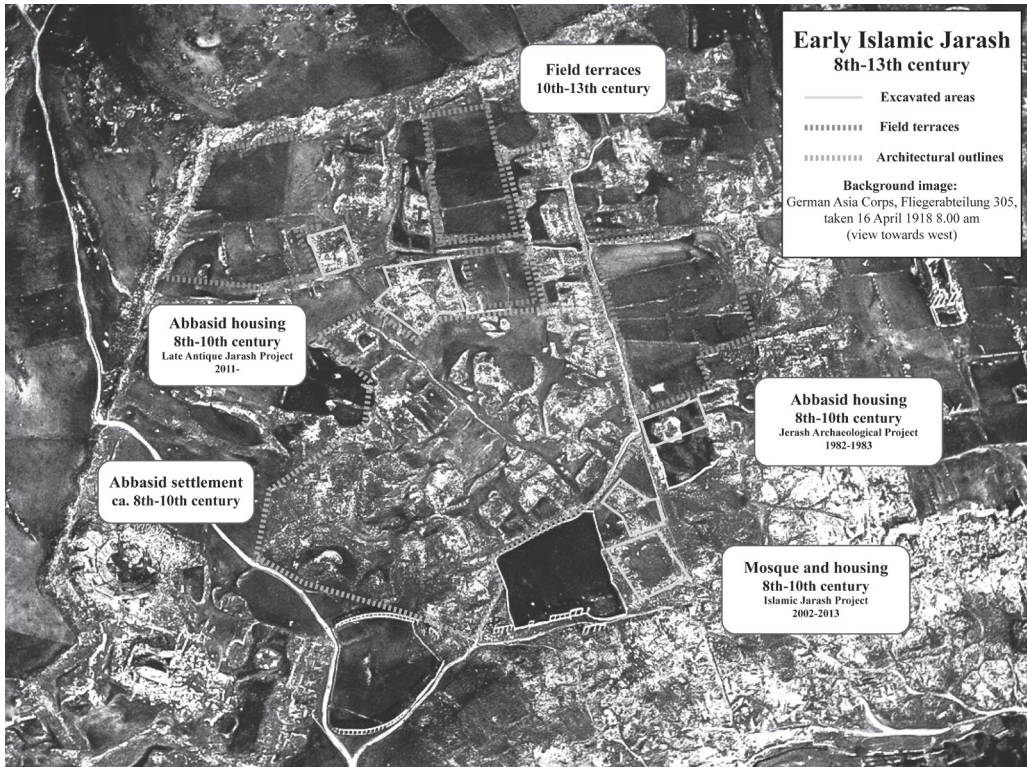 Early Islamic Jarash
8th-13th century
Excavated areas
Field terraces
Architectural outlines
Background image:
German Asia Corps, Fliegerabteilung 305,
taken 16 April 1918 8.00 am
(view towards west)
Field terraces
10th-13th century
Abbasid housing
8th-10th century
Late Antique Jarash Project
2011-
Abbasid housing
8th-10th century
Jerash Archaeological Project
1982-1983
Abbasid settlement
ca. 8th-10th century
Mosque and housing
8th-10th century
Islamic Jarash Project
2002-2013